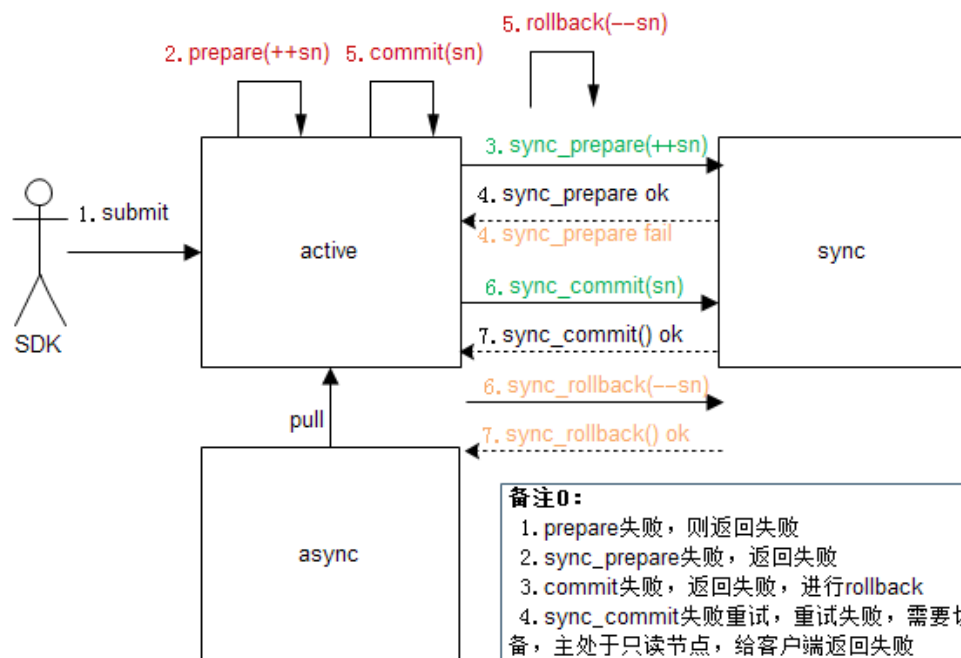 5. rollback(--sn)
2. prepare(++sn)
5. commit(sn)
3. sync_prepare(++sn)
4. sync_prepare ok
1. submit
4. sync_prepare fail
active
sync
6. sync_commit(sn)
7. sync_commit() ok
SDK
6. sync_rollback(--sn)
pull
7. sync_rollback() ok
async
备注0:
1. prepare失败，则返回失败
2. sync_prepare失败，返回失败
3. commit失败，返回失败，进行rollback
4. sync_commit失败重试，重试失败，需要
备，主处于只读节点，给客户端返回失败